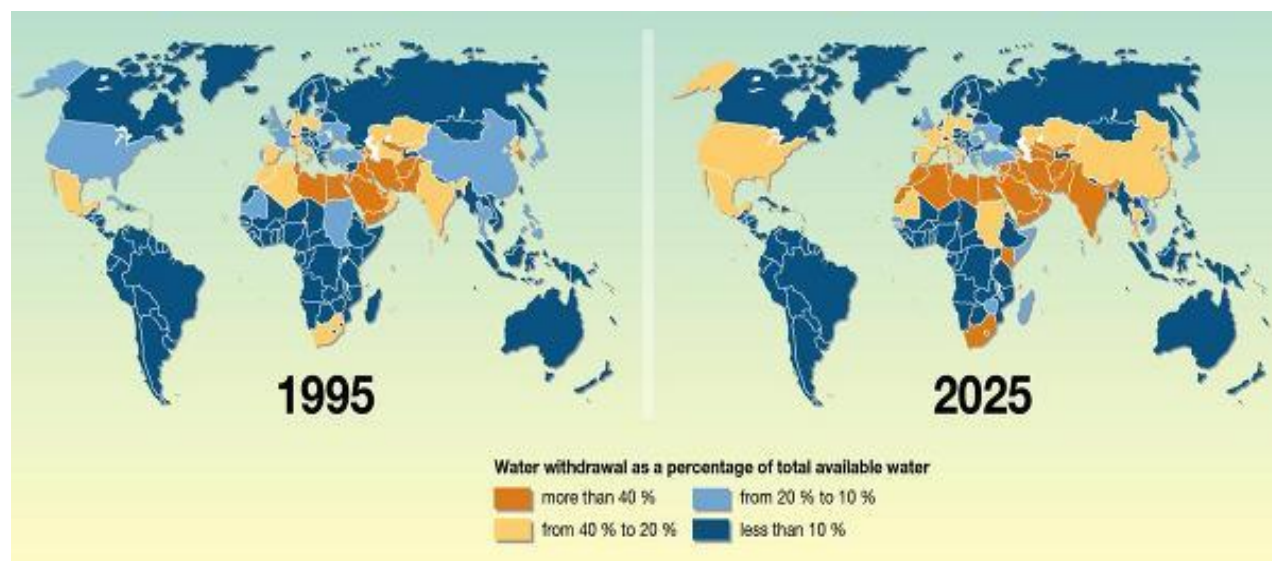 1995
2025
Water withdrawal as a percentage of total available water
more than 40 %
from 20 % to 10 %
from 40 % to 20 %
less than 10 %